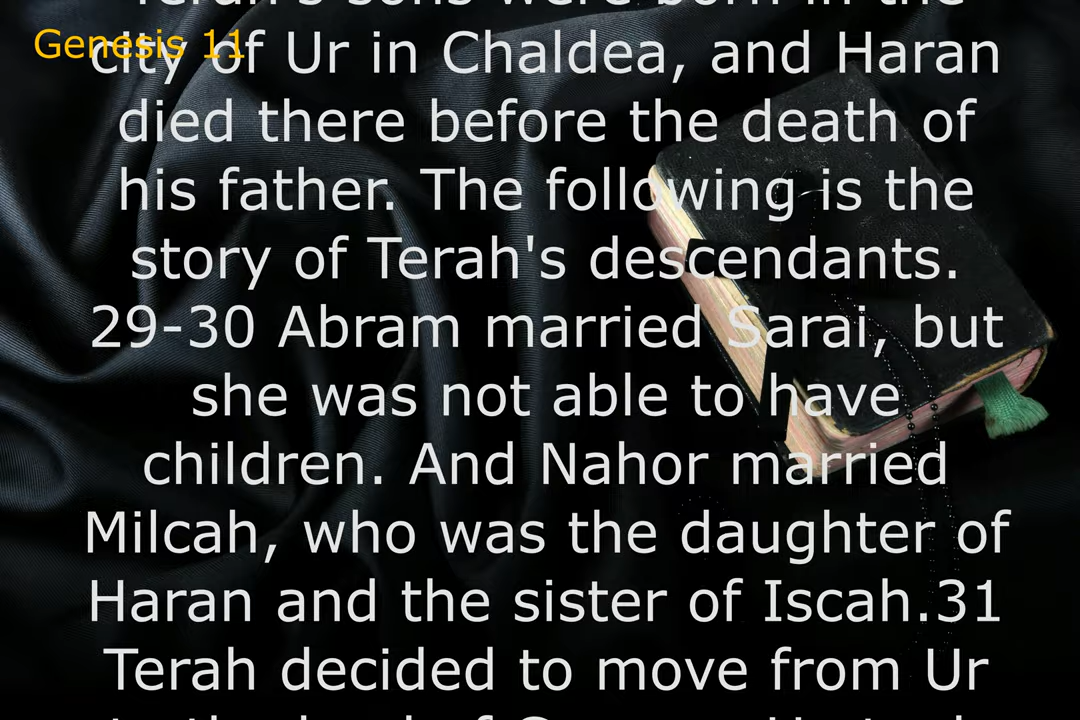 Terah's sons were born in the
Genesis 11
city of Ur in Chaldea, and Haran
died there before the death of
his father. The following is the
story of Terah's descendants.
29-30 Abram married Sarai, but
she was not able to have
children. And Nahor married
Milcah, who was the daughter of
Haran and the sister of Iscah.31
Terah decided to move from Ur